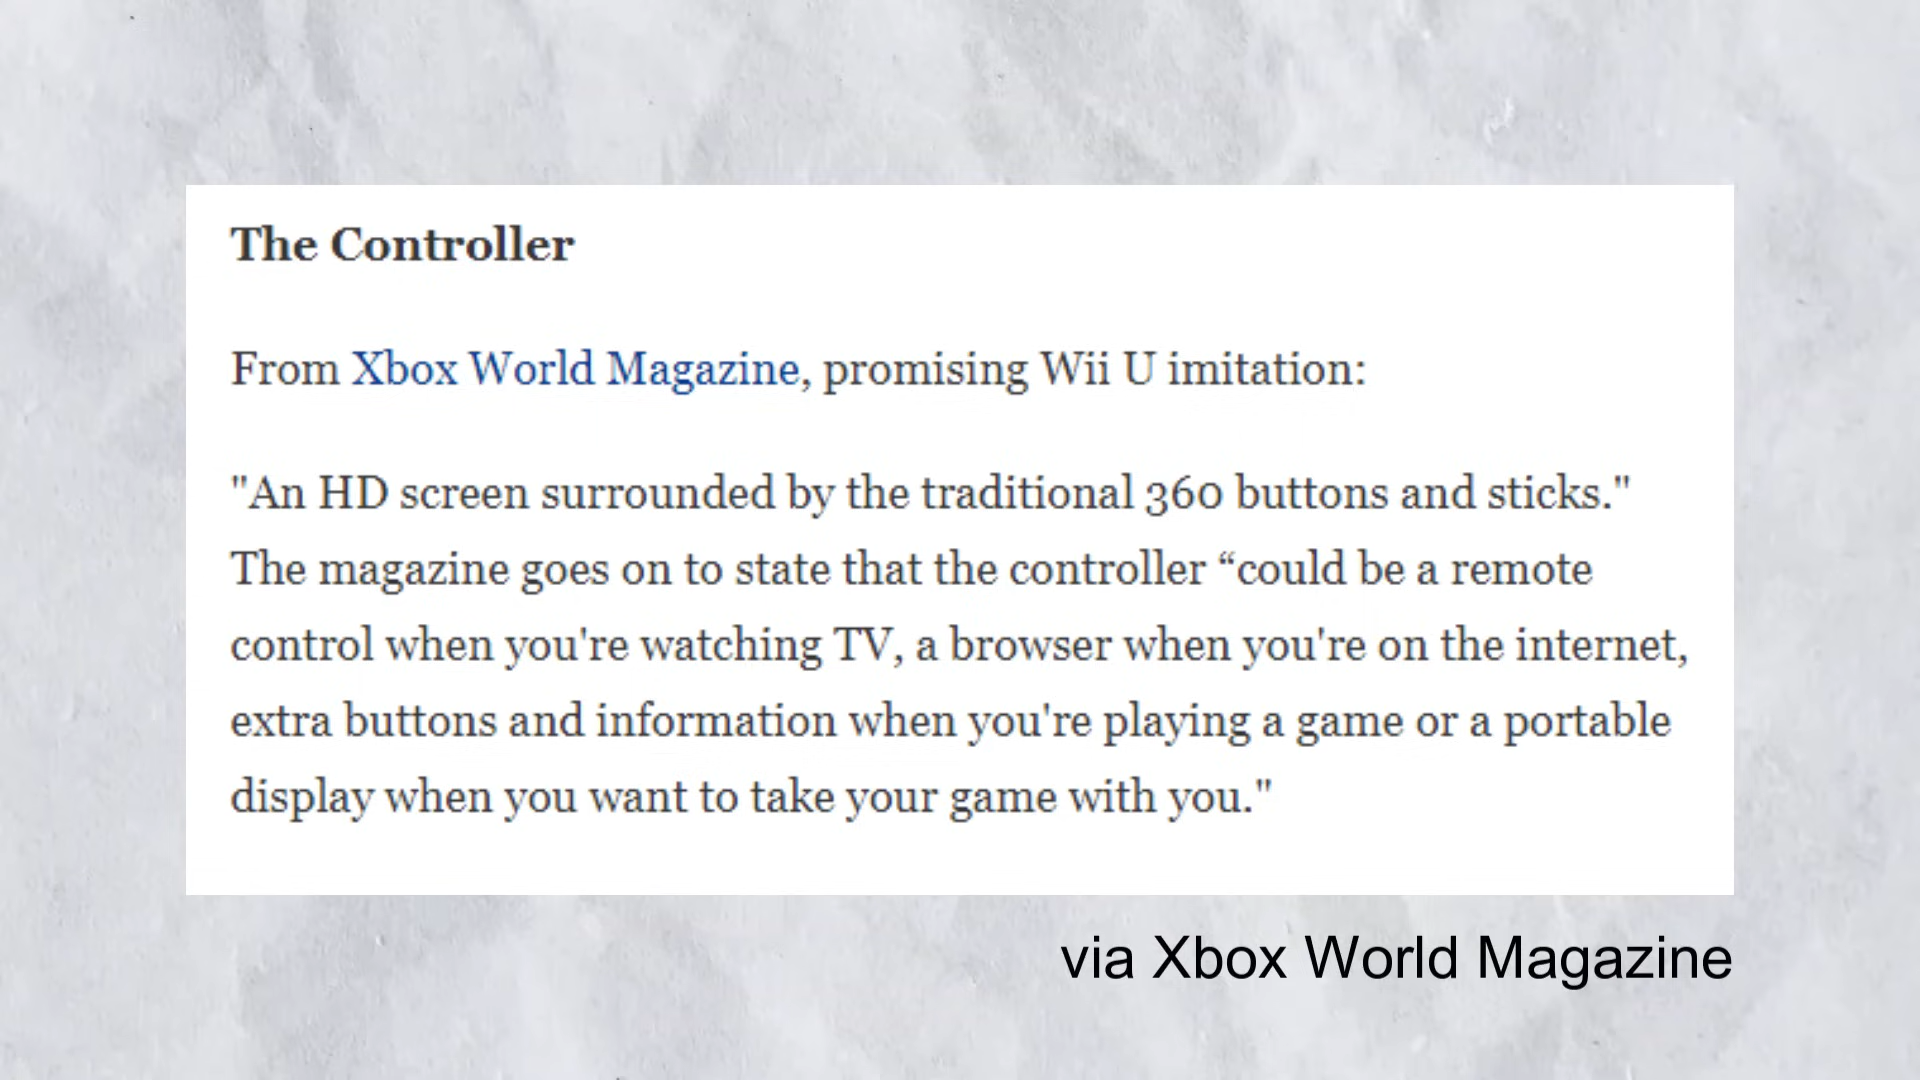 The Controller
From Xbox World Magazine, promising Wii U imitation:
"An HD screen surrounded by the traditional 360 buttons and sticks."
The magazine goes on to state that the controller “could be a remote
control when you're watching TV, a browser when you're on the internet,
extra buttons and information when you're playing a game or a portable
display when you want to take your game with you."
via Xbox World Magazine